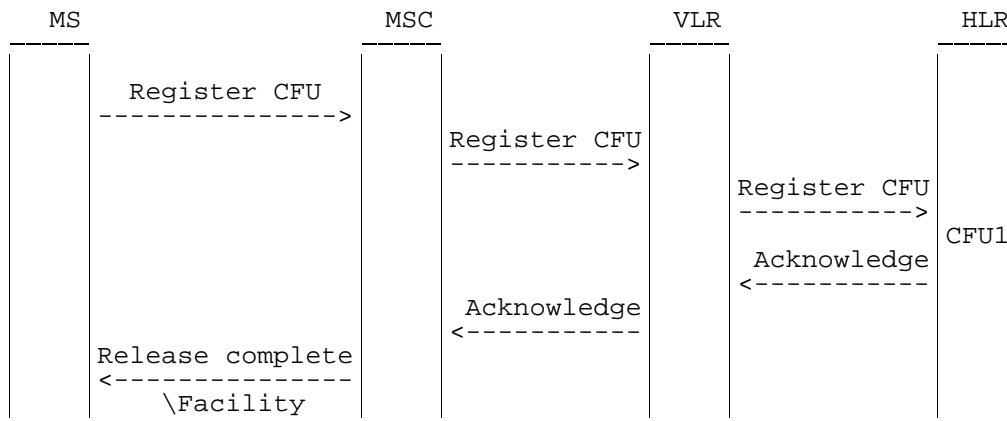 MS MSC VLR HLR
Register CFU
--------------->
Register CFU
----------->
Register CFU
----------->
CFU1
Acknowledge
<-----------
Acknowledge
<-----------
Release complete
<---------------
\Facility